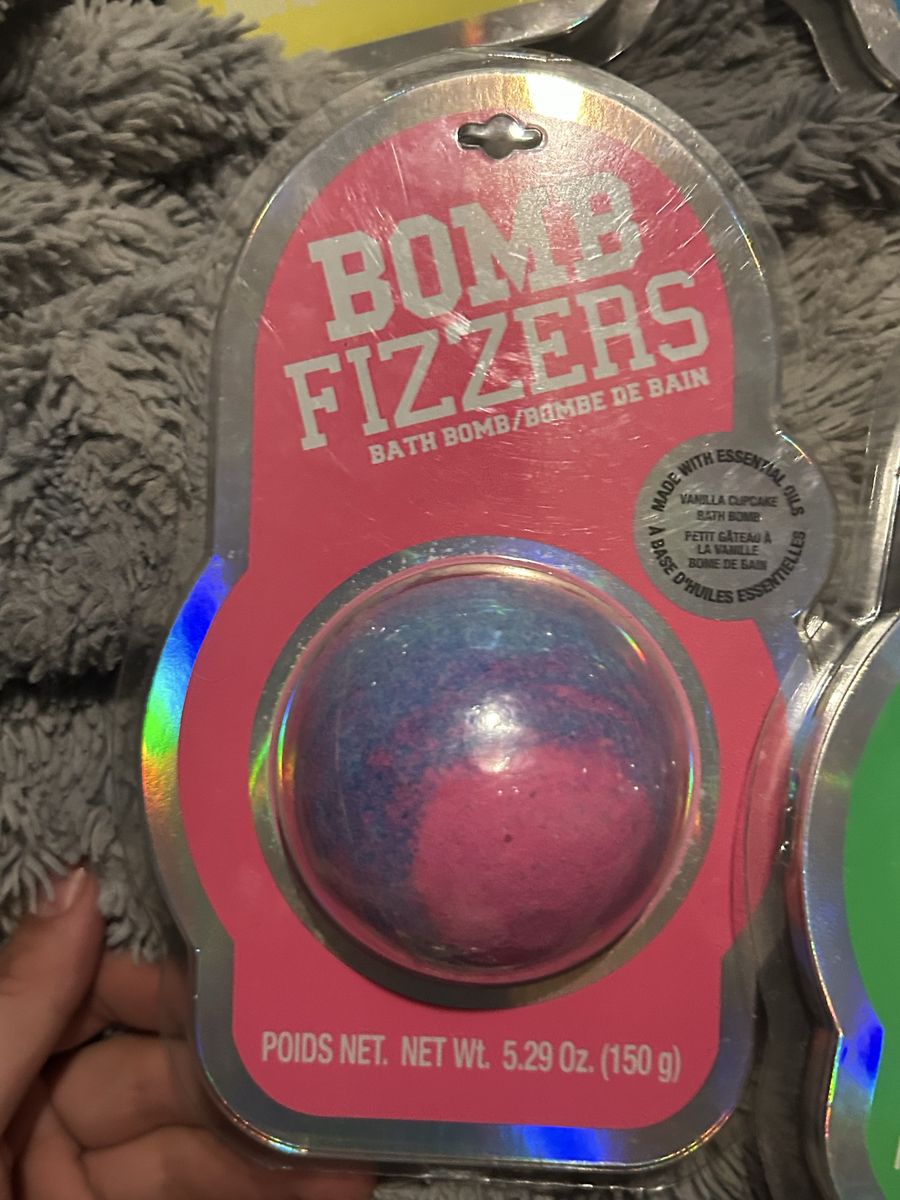 BOMB
FIZZERS
BATH BOMB/BOMBE DE BAIN
MADE WITH ESSENTIAL OILS
VANILLA CUPCAKE
BATH BOMB
PETIT GÂTEAU À
LA VANILLE
BOME DE BAIN
À BASE D'HUILES ESSENTIELLES
POIDS NET. NET Wt. 5.29 Oz. (150 g)